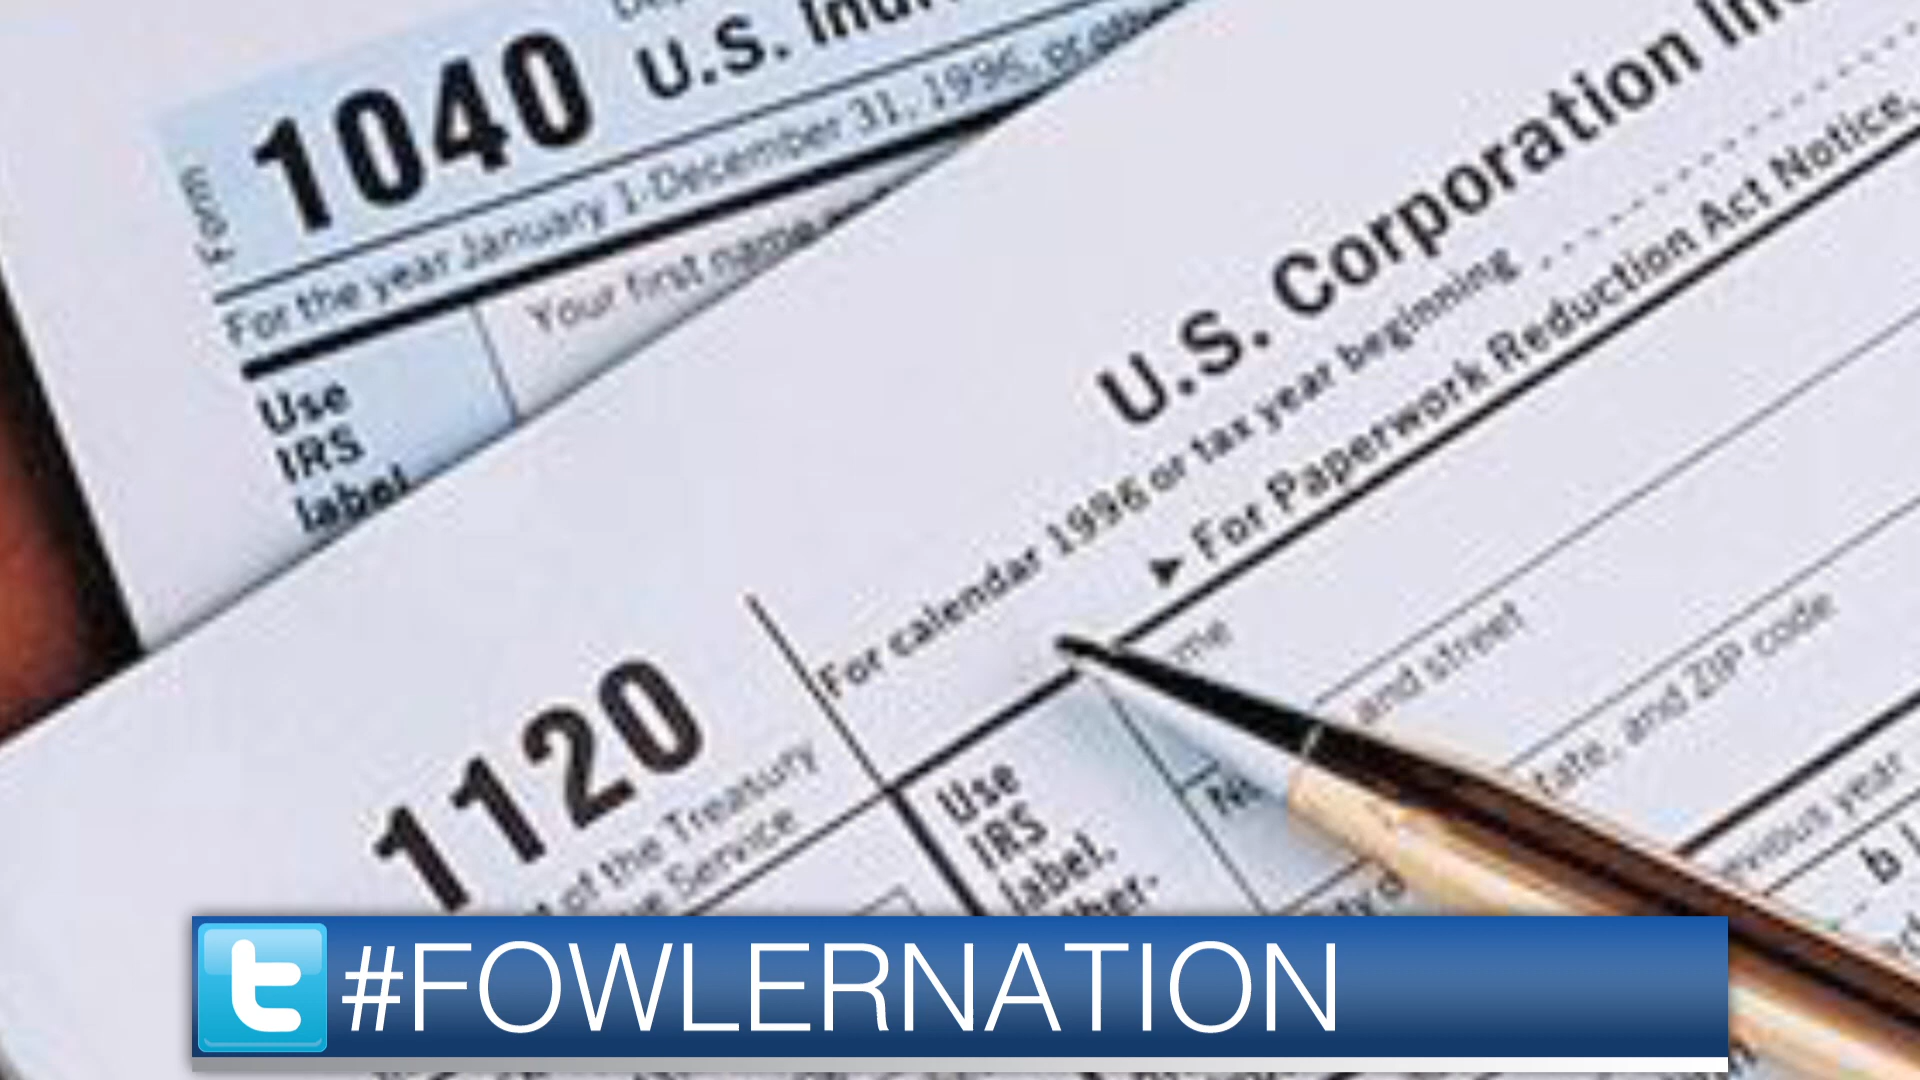 1040
U.S.
Form
For the year January 1-December 31, 1996,
Your first name
Use
IRS
label.
U.S. Corporation
For calendar 1996 or tax year beginning
▶ For Paperwork Reduction Act Notice,
1120
of the Treasury
Service
Use
IRS
label.
and street
and ZIP code
year
b
#FOWLERNATION